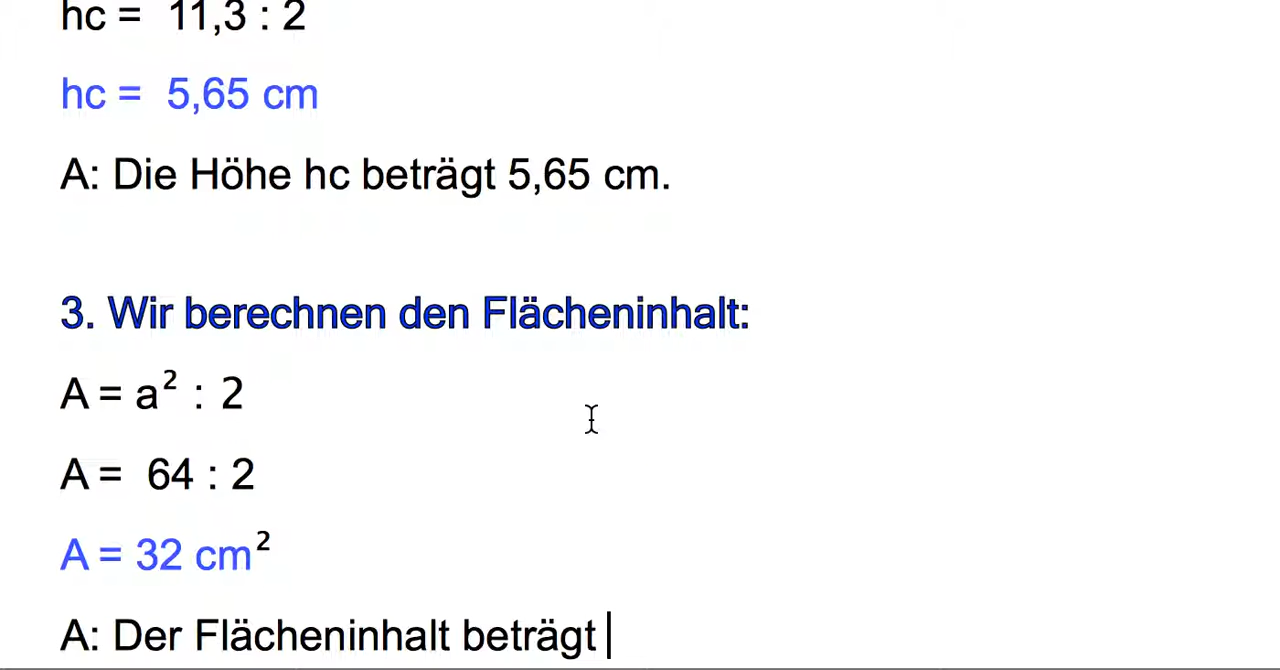 hc = 11,3 : 2
hc = 5,65 cm
A: Die Höhe hc beträgt 5,65 cm.
3. Wir berechnen den Flächeninhalt:
A = a² : 2
A = 64 : 2
A = 32 cm²
A: Der Flächeninhalt beträgt